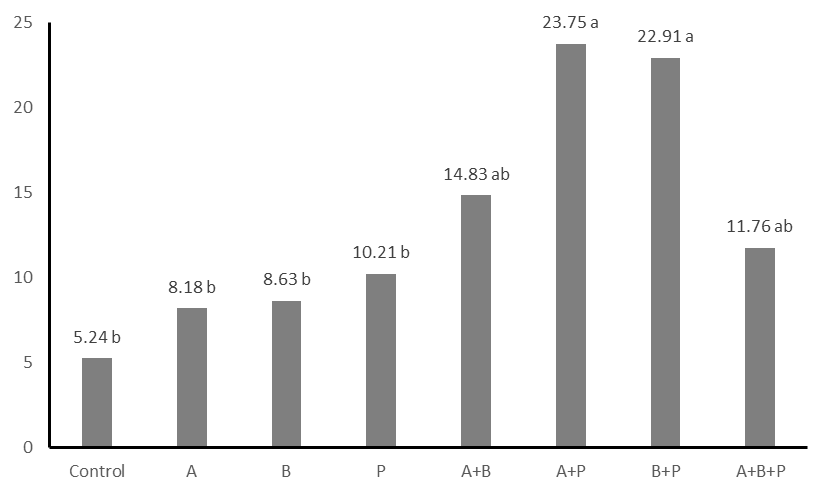 25
20
15
10
5
0
5.24 b
8.18 b
8.63 b
10.21 b
14.83 ab
23.75 a
22.91 a
11.76 ab
Control A B P A+B A+P B+P A+B+P